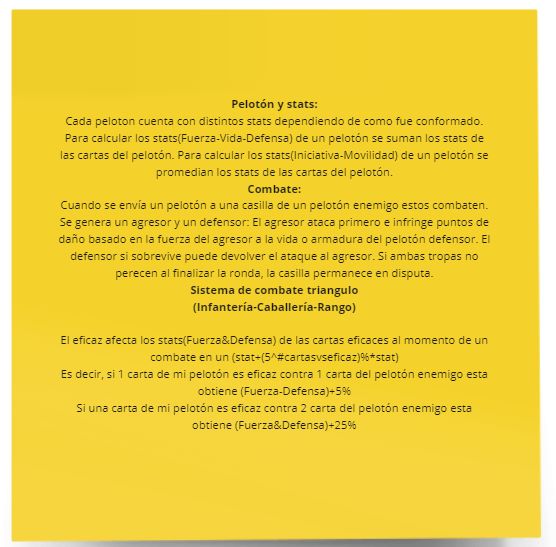 Pelotón y stats:
Cada peloton cuenta con distintos stats dependiendo de como fue conformado.
Para calcular los stats(Fuerza-Vida-Defensa) de un pelotón se suman los stats de
las cartas del pelotón. Para calcular los stats(Iniciativa-Movilidad) de un pelotón se
promedian los stats de las cartas del pelotón.
Combate:
Cuando se envía un pelotón a una casilla de un pelotón enemigo estos combaten.
Se genera un agresor y un defensor: El agresor ataca primero e infringe puntos de
daño basado en la fuerza del agresor a la vida o armadura del pelotón defensor. El
defensor si sobrevive puede devolver el ataque al agresor. Si ambas tropas no
perecen al finalizar la ronda, la casilla permanece en disputa.
Sistema de combate triangulo
(Infantería-Caballería-Rango)
El eficaz afecta los stats(Fuerza&Defensa) de las cartas eficaces al momento de un
combate en un (stat+(5^#cartasvseficaz)%*stat)
Es decir, si 1 carta de mi pelotón es eficaz contra 1 carta del pelotón enemigo esta
obtiene (Fuerza-Defensa)+5%
Si una carta de mi pelotón es eficaz contra 2 carta del pelotón enemigo esta
obtiene (Fuerza&Defensa)+25%